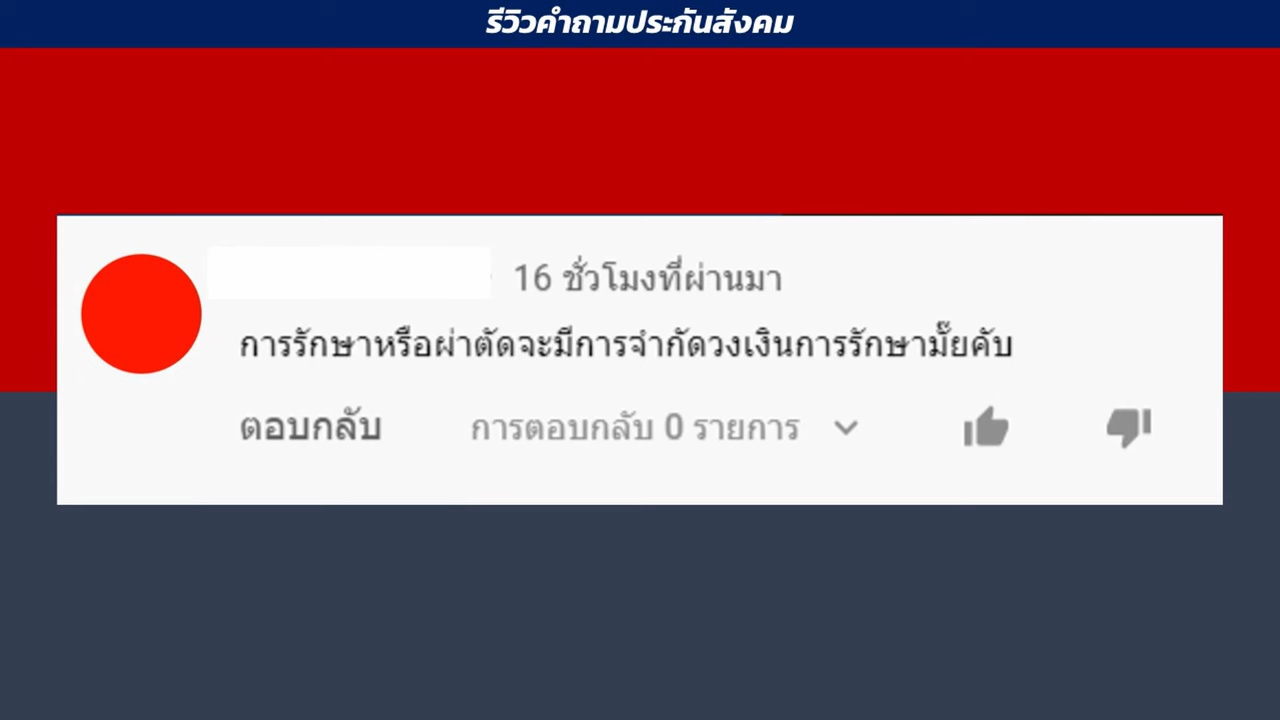 รีวิวคำถามประกันสังคม
16 ชั่วโมงที่ผ่านมา
การรักษาหรือผ่าตัดจะมีการจำกัดวงเงินการรักษามั๊ยคับ
ตอบกลับ การตอบกลับ 0 รายการ